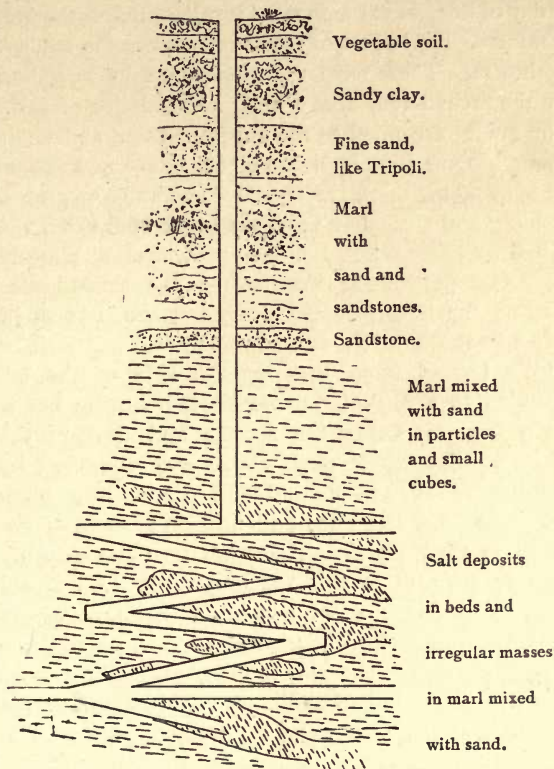 Vegetable soil.
Sandy clay.
Fine sand,
like Tripoli.
Marl
with
sand and
sandstones.
Sandstone.
Marl mixed
with sand
in particles
and small
cubes.
Salt deposits
in beds and
irregular masses
in marl mixed
with sand.